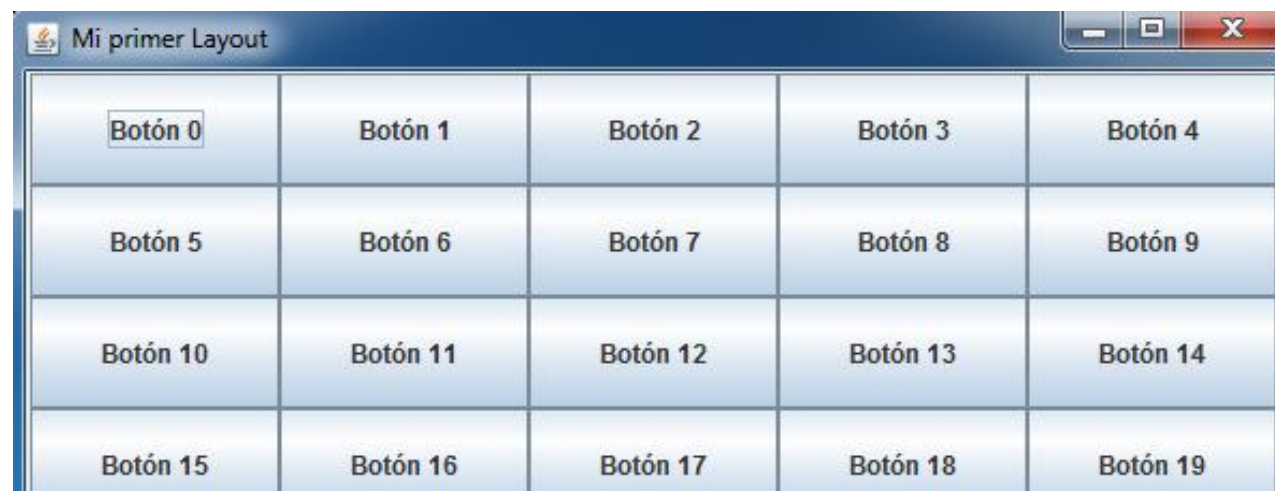 Mi primer Layout
Botón 0 Botón 1 Botón 2 Botón 3 Botón 4
Botón 5 Botón 6 Botón 7 Botón 8 Botón 9
Botón 10 Botón 11 Botón 12 Botón 13 Botón 14
Botón 15 Botón 16 Botón 17 Botón 18 Botón 19